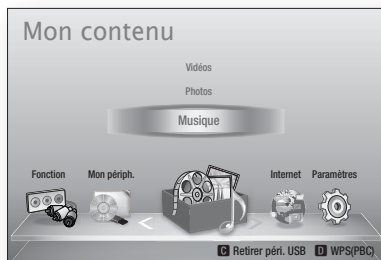 Mon contenu
Vidéos
Photos
Musique
Fonction Mon périph. Internet Paramètres
C Retirer péri. USB D WPS(PBC)